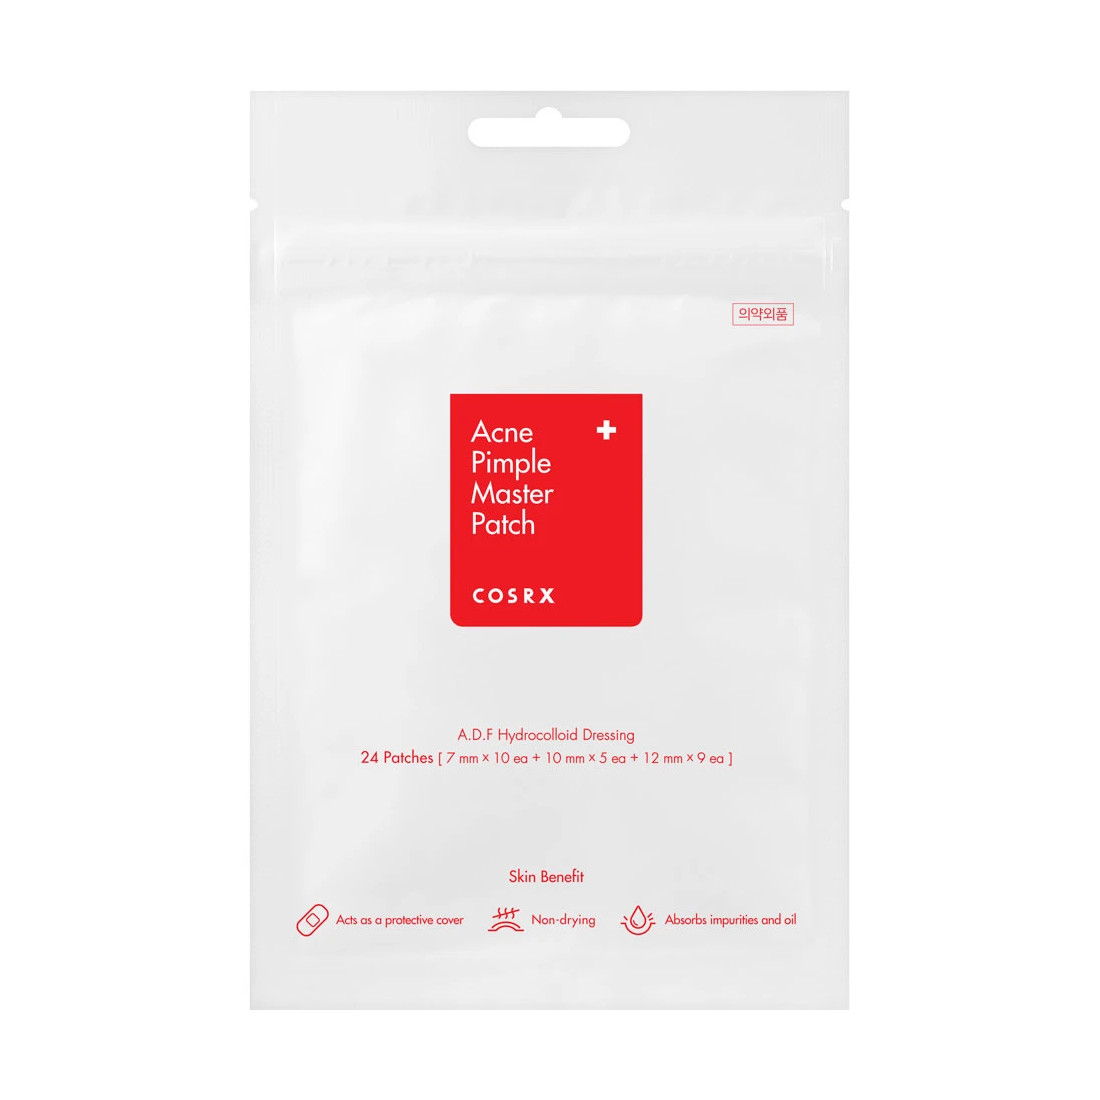 의약외품
Acne
Pimple
Master
Patch
COSRX
A.D.F Hydrocolloid Dressing
24 Patches [ 7 mm x 10 ea + 10 mm x 5 ea + 12 mm x 9 ea ]
Skin Benefit
Acts as a protective cover
Non-drying
Absorbs impurities and oil